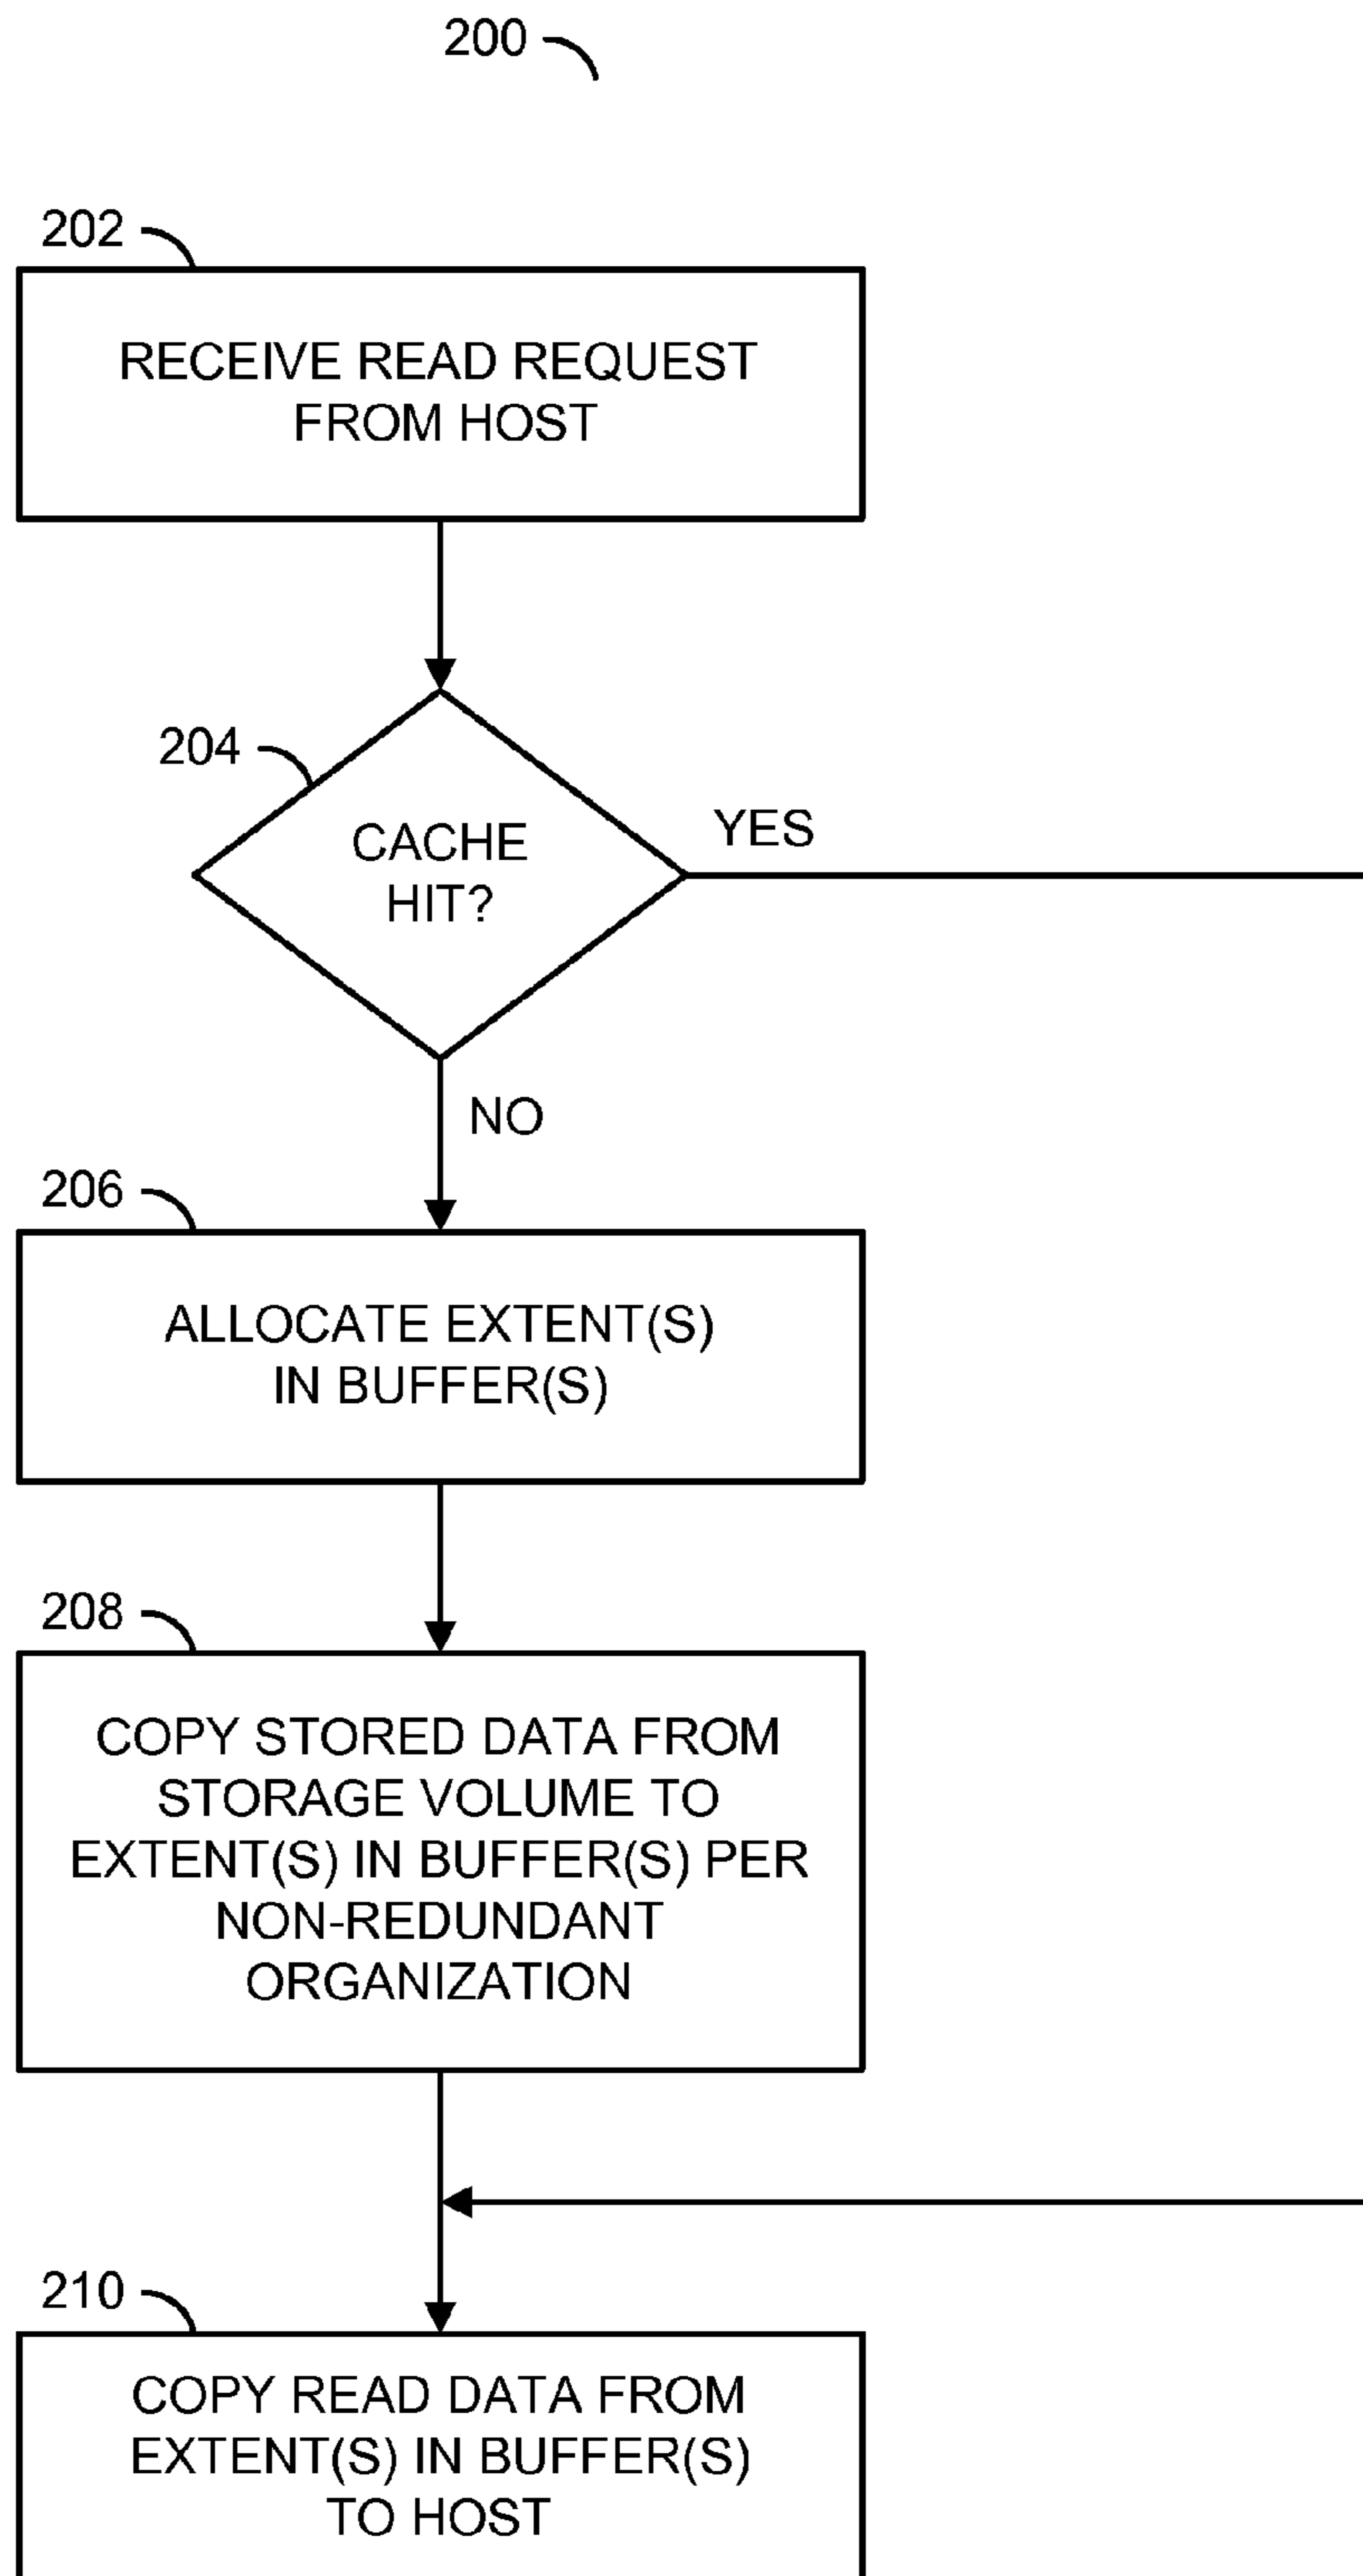 200
202
RECEIVE READ REQUEST
FROM HOST
204
CACHE
HIT?
YES
NO
206
ALLOCATE EXTENT(S)
IN BUFFER(S)
208
COPY STORED DATA FROM
STORAGE VOLUME TO
EXTENT(S) IN BUFFER(S) PER
NON-REDUNDANT
ORGANIZATION
210
COPY READ DATA FROM
EXTENT(S) IN BUFFER(S)
TO HOST